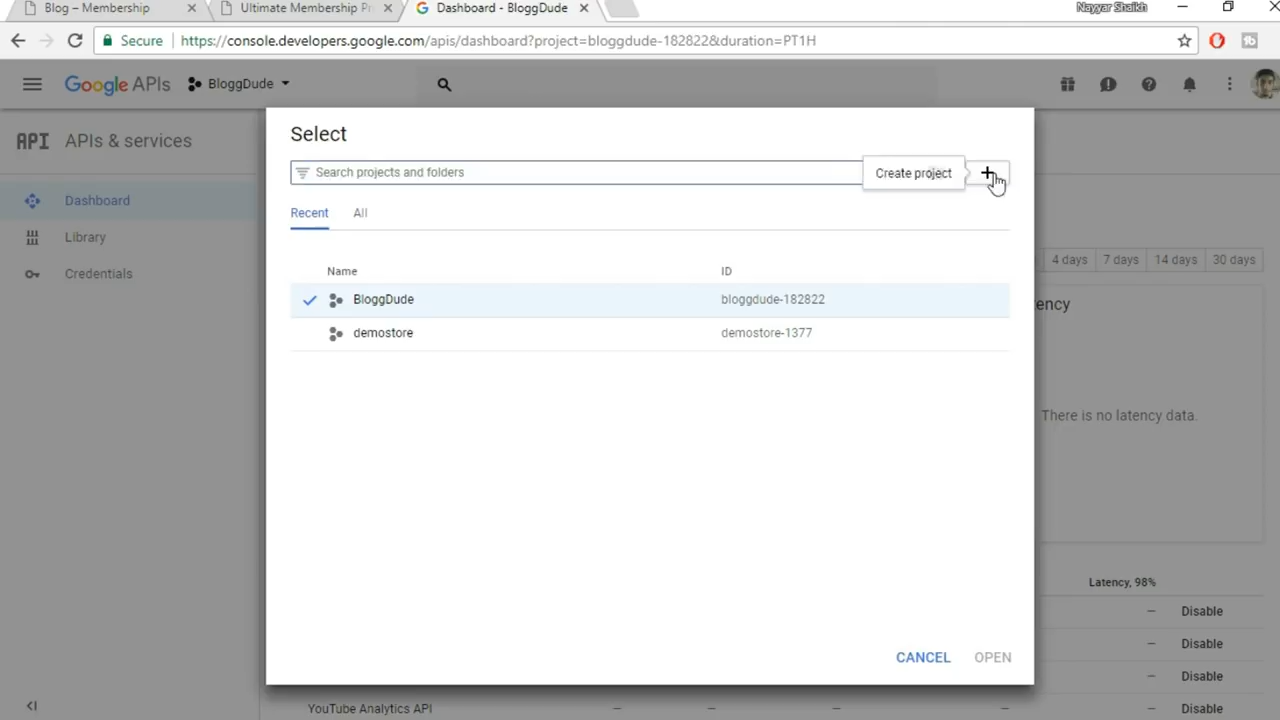 Blog – Membership
Ultimate Membership Pr
Dashboard - BloggDude
Nayyar Shaikh
Secure
https://console.developers.google.com/apis/dashboard?project=bloggdude-182822&duration=PT1H
Google APIs
BloggDude
API APIs & services
Dashboard
Library
Credentials
Select
Search projects and folders
Create project
Recent
All
Name
ID
BloggDude
bloggdude-182822
demostore
demostore-1377
CANCEL
OPEN
4 days
7 days
14 days
30 days
ency
There is no latency data.
Latency, 98%
– Disable
– Disable
– Disable
YouTube Analytics API – – – – – Disable